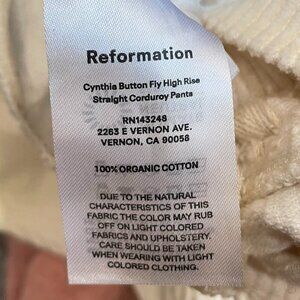 Reformation
Cynthia Button Fly High Rise
Straight Corduroy Pants
RN143248
2263 E VERNON AVE.
VERNON, CA 90058
100% ORGANIC COTTON
DUE TO THE NATURAL
CHARACTERISTICS OF THIS
FABRIC THE COLOR MAY RUB
OFF ON LIGHT COLORED
FABRICS AND UPHOLSTERY.
CARE SHOULD BE TAKEN
WHEN WEARING WITH LIGHT
COLORED CLOTHING.